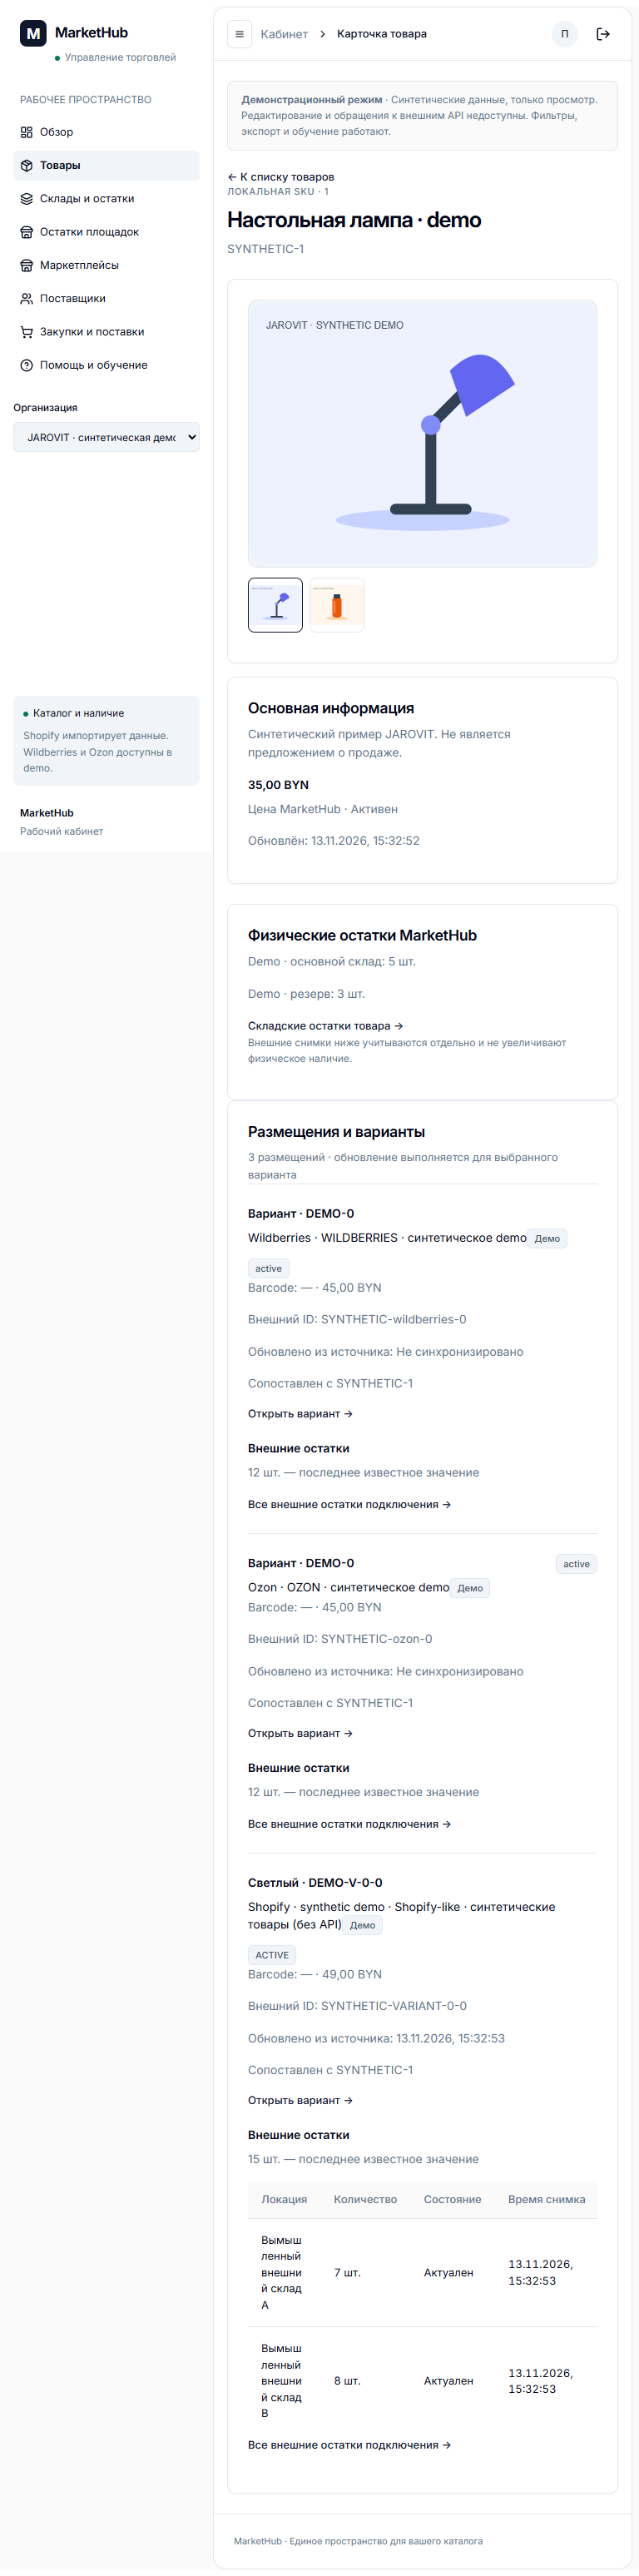 M MarketHub
Управление торговлей
РАБОЧЕЕ ПРОСТРАНСТВО
Обзор
Товары
Склады и остатки
Остатки площадок
Маркетплейсы
Поставщики
Закупки и поставки
Помощь и обучение
Организация
JAROVIT · синтетическая
Каталог и наличие
Shopify импортирует данные.
Wildberries и Ozon доступны в
demo.
MarketHub
Рабочий кабинет
Кабинет > Карточка товара
П
Демонстрационный режим · Синтетические данные, только просмотр.
Редактирование и обращения к внешним API недоступны. Фильтры,
экспорт и обучение работают.
← К списку товаров
ЛОКАЛЬНАЯ SKU · 1
Настольная лампа · demo
SYNTHETIC-1
JAROVIT · SYNTHETIC DEMO
Основная информация
Синтетический пример JAROVIT. Не является
предложением о продаже.
35,00 BYN
Цена MarketHub · Активен
Обновлён: 13.11.2026, 15:32:52
Физические остатки MarketHub
Demo · основной склад: 5 шт.
Demo · резерв: 3 шт.
Складские остатки товара →
Внешние снимки ниже учитываются отдельно и не увеличивают
физическое наличие.
Размещения и варианты
3 размещений · обновление выполняется для выбранного
варианта
Вариант · DEMO-0
Wildberries · WILDBERRIES · синтетическое demo Демо
active
Barcode: — · 45,00 BYN
Внешний ID: SYNTHETIC-wildberries-0
Обновлено из источника: Не синхронизировано
Сопоставлен с SYNTHETIC-1
Открыть вариант →
Внешние остатки
12 шт. — последнее известное значение
Все внешние остатки подключения →
Вариант · DEMO-0 active
Ozon · OZON · синтетическое demo Демо
Barcode: — · 45,00 BYN
Внешний ID: SYNTHETIC-ozon-0
Обновлено из источника: Не синхронизировано
Сопоставлен с SYNTHETIC-1
Открыть вариант →
Внешние остатки
12 шт. — последнее известное значение
Все внешние остатки подключения →
Светлый · DEMO-V-0-0
Shopify · synthetic demo · Shopify-like · синтетические
товары (без API) Демо
ACTIVE
Barcode: — · 49,00 BYN
Внешний ID: SYNTHETIC-VARIANT-0-0
Обновлено из источника: 13.11.2026, 15:32:53
Сопоставлен с SYNTHETIC-1
Открыть вариант →
Внешние остатки
15 шт. — последнее известное значение
Локация Количество Состояние Время снимка
Вымыш
ленный
внешни
й склад
A
7 шт. Актуален 13.11.2026,
15:32:53
Вымыш
ленный
внешни
й склад
B
8 шт. Актуален 13.11.2026,
15:32:53
Все внешние остатки подключения →
MarketHub · Единое пространство для вашего каталога